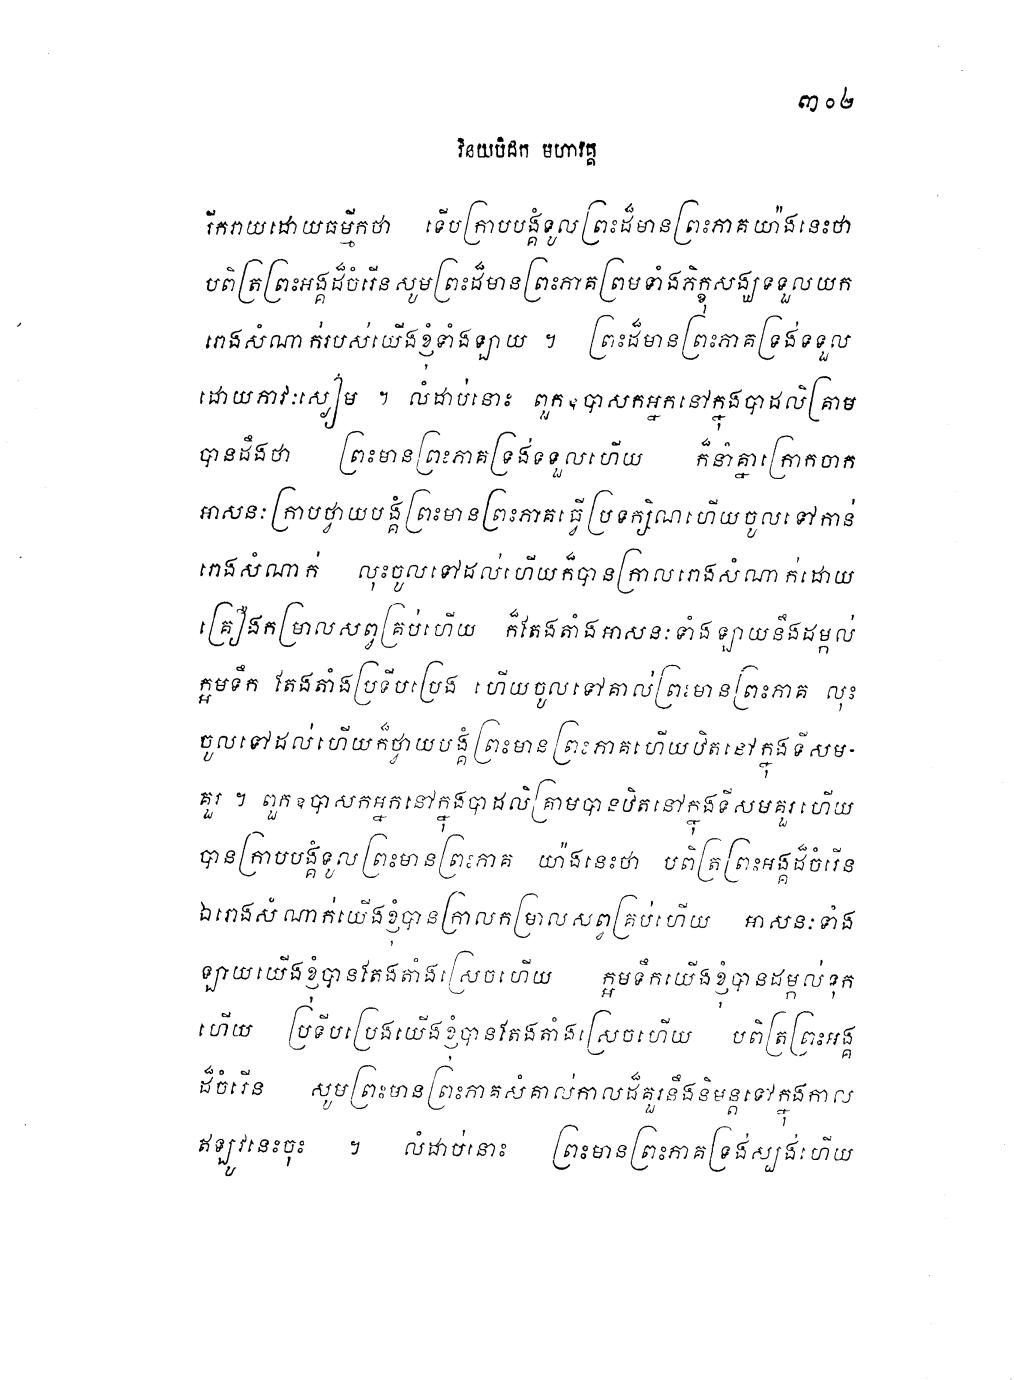 ៣០២
វិនយបិដក មហាវគ្គ
រីករាយដោយធម្មីកថា ទើបក្រាបបង្គំទូលព្រះដ៏មានព្រះភាគយ៉ាងនេះថា
បពិត្រព្រះអង្គដ៏ចំរើន សូមព្រះដ៏មានព្រះភាគព្រមទាំងភិក្ខុសង្ឃទទួលយក
រោងសំណាក់របស់យើងខ្ញុំទាំងឡាយ ។ ព្រះដ៏មានព្រះភាគទ្រង់ទទួល
ដោយភាវៈស្ងៀម ។ លំដាប់នោះ ពួកឧបាសកអ្នកនៅក្នុងបាដលិគ្រាម
បានដឹងថា ព្រះមានព្រះភាគទ្រង់ទទួលហើយ ក៏នាំគ្នាក្រោកចាក
អាសនៈក្រាបថ្វាយបង្គំព្រះមានព្រះភាគធ្វើប្រទក្សិណហើយចូលទៅកាន់
រោងសំណាក់ លុះចូលទៅដល់ហើយក៏បានក្រាលរោងសំណាក់ដោយ
គ្រឿងកម្រាលសព្វគ្រប់ហើយ ក៏តែងតាំងអាសនៈទាំងឡាយនឹងដម្កល់
ក្អមទឹក តែងតាំងប្រទីបប្រេង ហើយចូលទៅគាល់ព្រះមានព្រះភាគ លុះ
ចូលទៅដល់ហើយក៏ថ្វាយបង្គំព្រះមានព្រះភាគហើយឋិតនៅក្នុងទីសម-
គួរ ។ ពួកឧបាសកអ្នកនៅក្នុងបាដលិគ្រាមបានឋិតនៅក្នុងទីសមគួរហើយ
បានក្រាបបង្គំទូលព្រះមានព្រះភាគ យ៉ាងនេះថា បពិត្រព្រះអង្គដ៏ចំរើន
ឯរោងសំណាក់យើងខ្ញុំបានក្រាលកម្រាលសព្វគ្រប់ហើយ អាសនៈទាំង
ឡាយយើងខ្ញុំបានតែងតាំងស្រេចហើយ ក្អមទឹកយើងខ្ញុំបានដម្កល់ទុក
ហើយ ប្រទីបប្រេងយើងខ្ញុំបានតែងតាំងស្រេចហើយ បពិត្រព្រះអង្គ
ដ៏ចំរើន សូមព្រះមានព្រះភាគសំគាល់កាលដ៏គួរនឹងនិមន្តទៅក្នុងកាល
ឥឡូវនេះចុះ ។ លំដាប់នោះ ព្រះមានព្រះភាគទ្រង់ស្បង់ហើយ